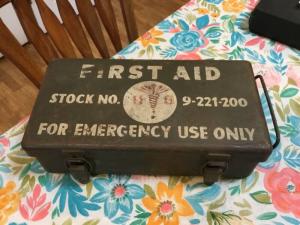 FIRST AID
STOCK NO. 9-221-200
FOR EMERGENCY USE ONLY